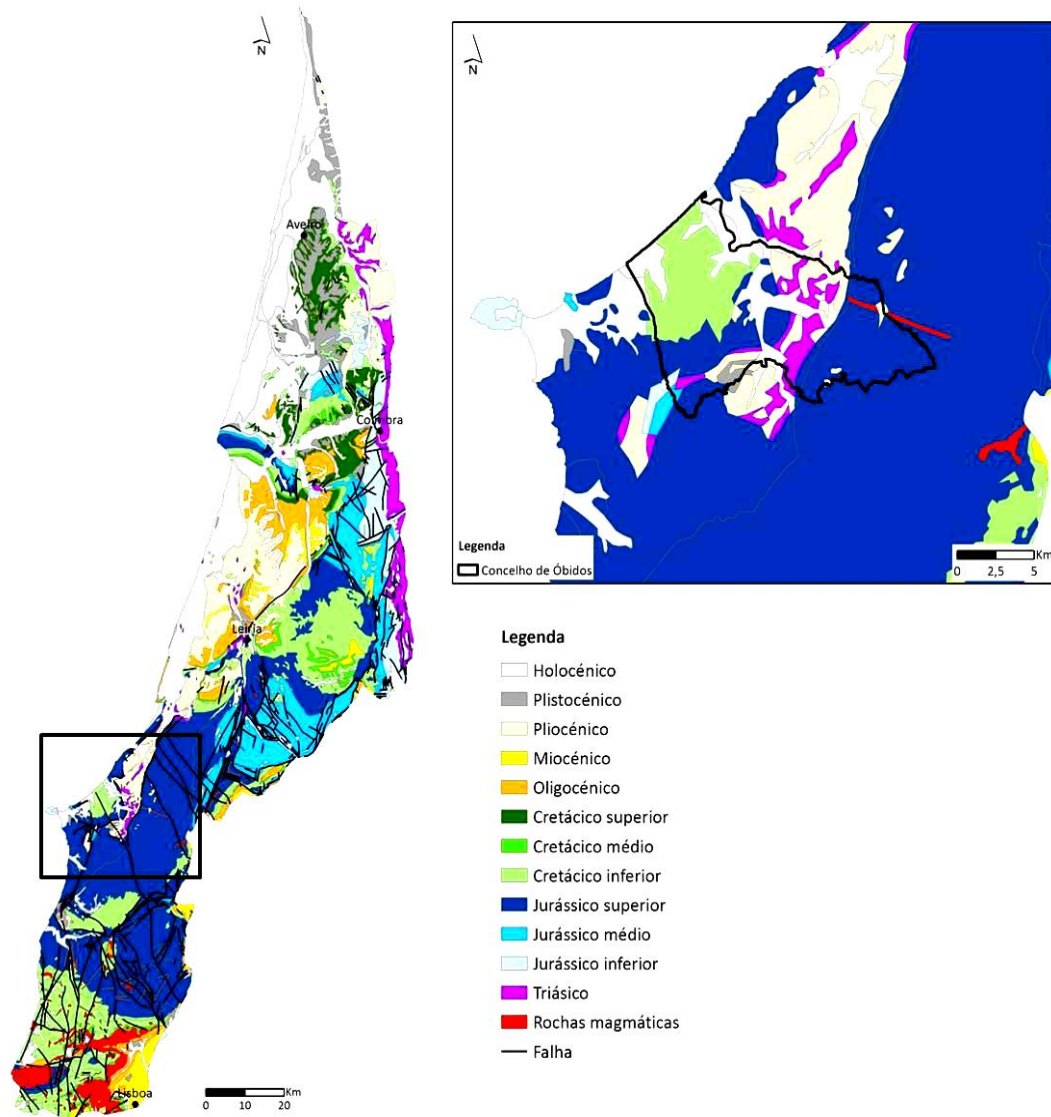 N
Aveiro
Coimbra
Leiria
Lisboa
Km
0 10 20
N
Legenda
Concelho de Óbidos
Km
0 2,5 5
Legenda
Holocénico
Plistocénico
Pliocénico
Miocénico
Oligocénico
Cretácico superior
Cretácico médio
Cretácico inferior
Jurássico superior
Jurássico médio
Jurássico inferior
Triásico
Rochas magmáticas
Falha